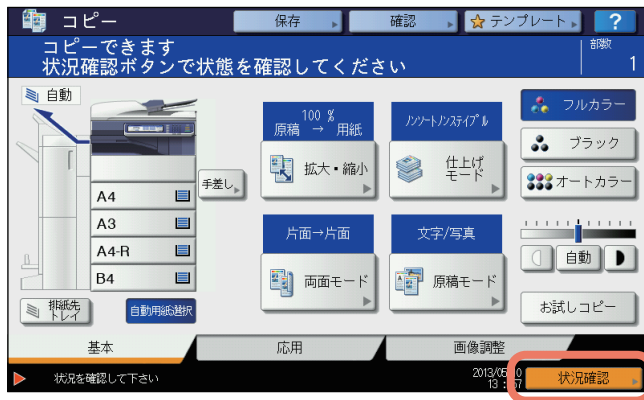 コピー
保存
確認
テンプレート
?
コピーできます
状況確認ボタンで状態を確認してください
部数
1
自動
100 %
原稿 → 用紙
拡大・縮小
ノンソート/ノンステイプル
仕上げ
モード
フルカラー
ブラック
オートカラー
手差し
A4
A3
A4-R
B4
片面→片面
両面モード
文字/写真
原稿モード
自動
排紙先
トレイ
自動用紙選択
お試しコピー
基本
応用
画像調整
状況を確認して下さい
状況確認